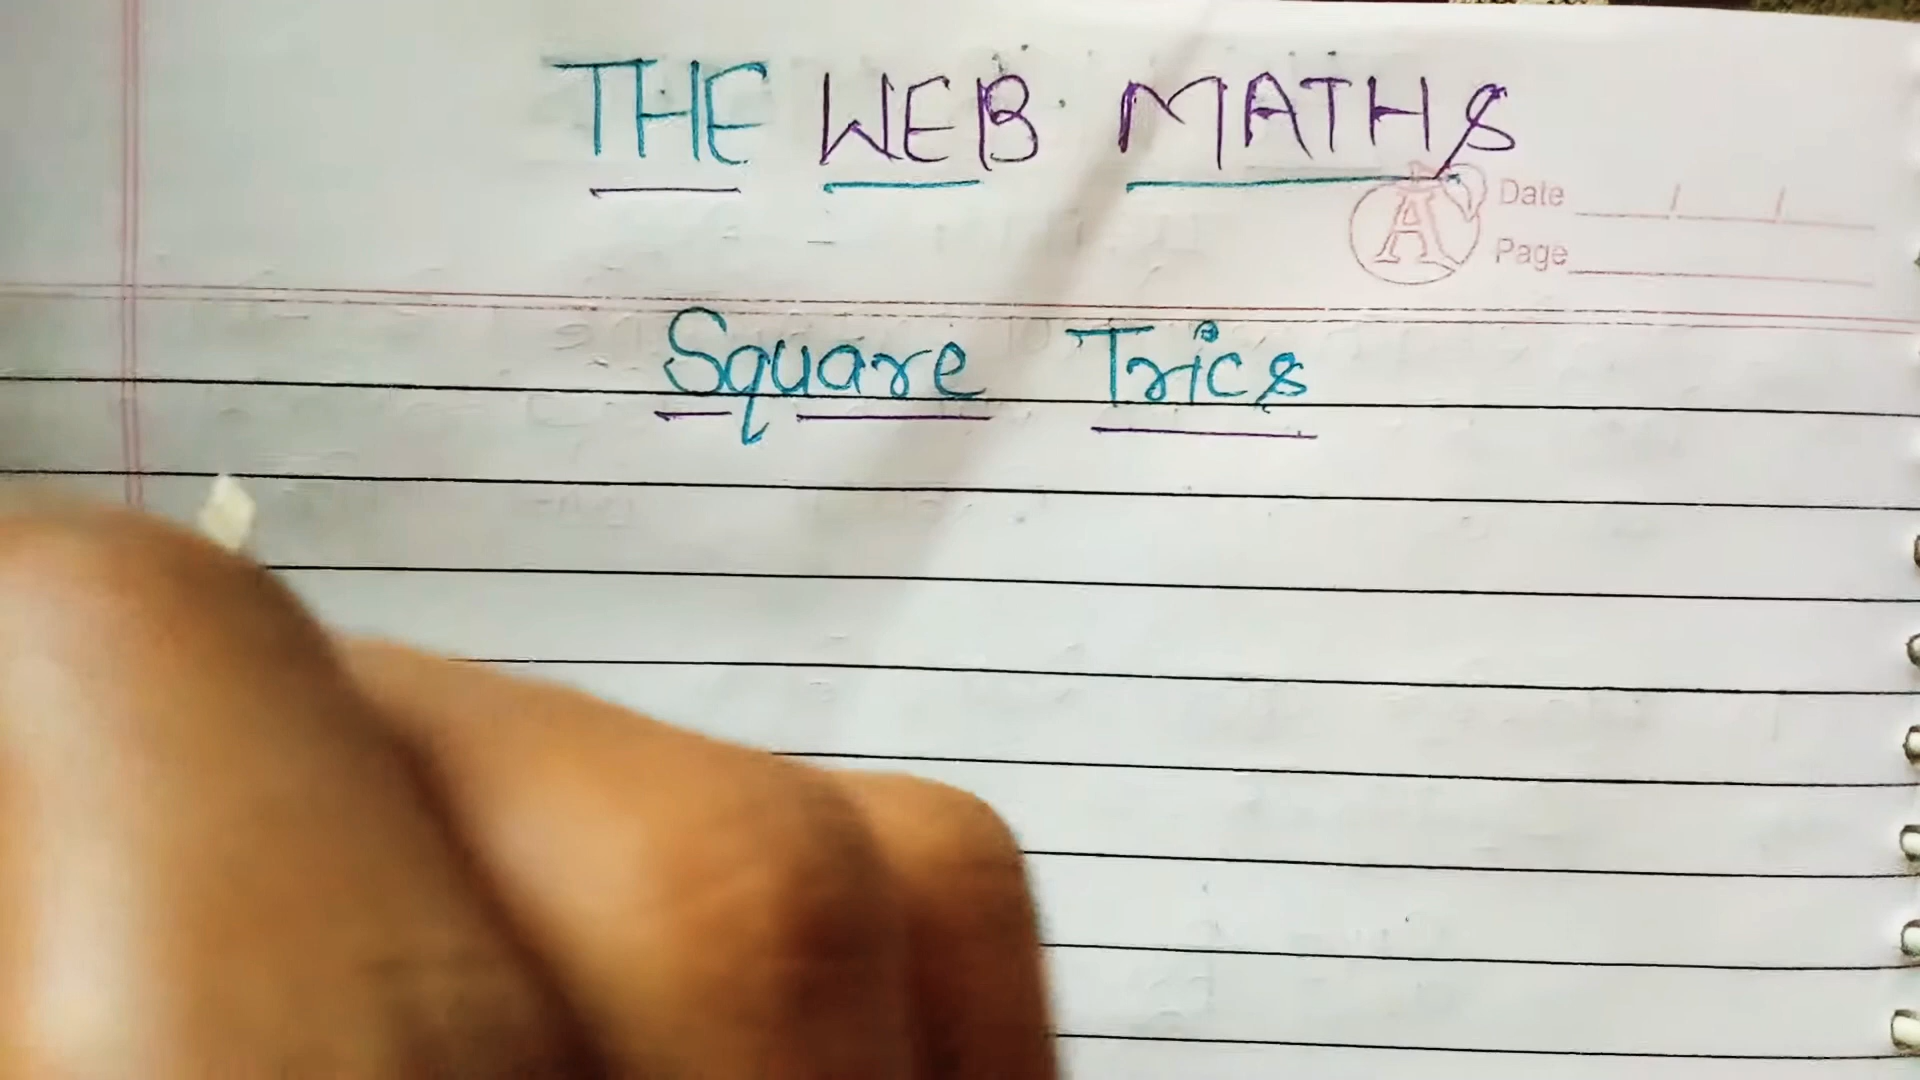 THE WEB MATHS
A
Date / /
Page
Square Trics